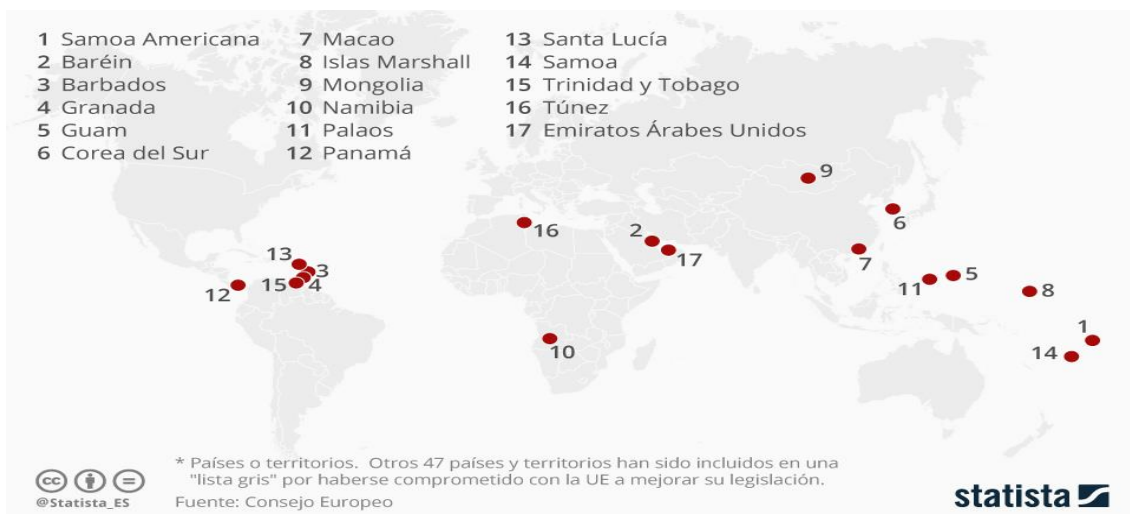 1 Samoa Americana
2 Baréin
3 Barbados
4 Granada
5 Guam
6 Corea del Sur
7 Macao
8 Islas Marshall
9 Mongolia
10 Namibia
11 Palaos
12 Panamá
13 Santa Lucía
14 Samoa
15 Trinidad y Tobago
16 Túnez
17 Emiratos Árabes Unidos
9
6
16
2
17
7
13
3
15
4
12
11
5
8
10
1
14
* Países o territorios. Otros 47 países y territorios han sido incluidos en una
"lista gris" por haberse comprometido con la UE a mejorar su legislación.
Fuente: Consejo Europeo
cc
@Statista_ES
statista